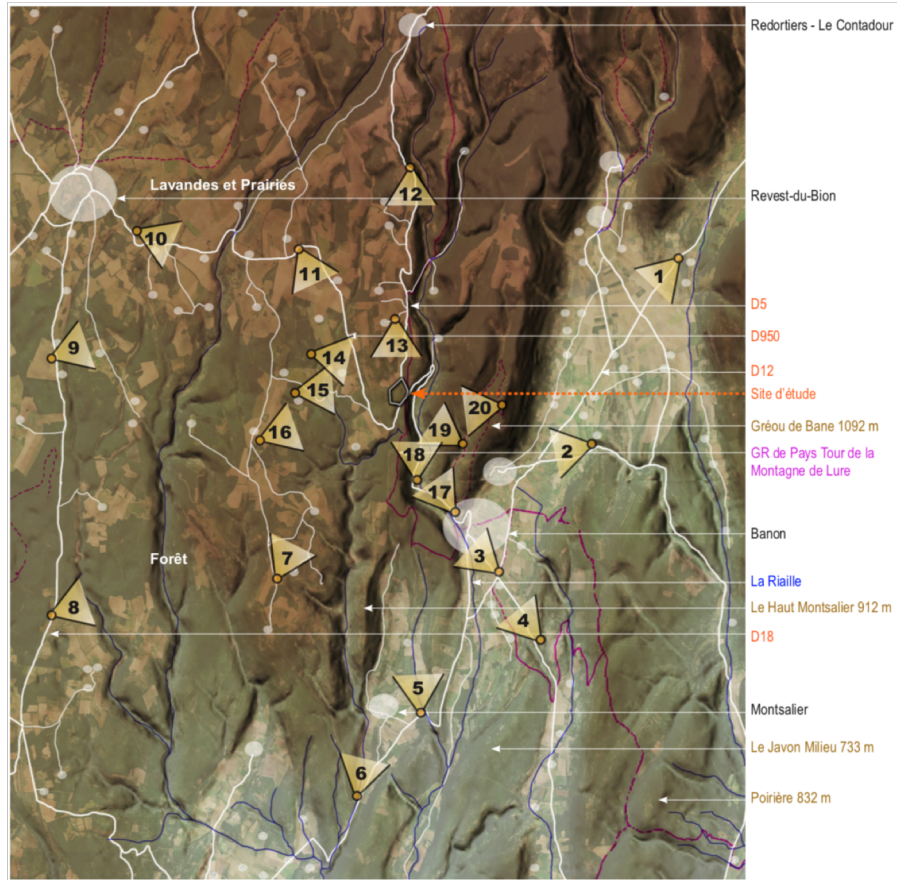 Redortiers - Le Contadour
Lavandes et Prairies
12
Revest-du-Bion
10
11
1
D5
13
D950
9
14
D12
15
Site d'étude
20
16
19
Gréou de Bane 1092 m
18
2
GR de Pays Tour de la
Montagne de Lure
17
Banon
Forêt
7
3
La Riaille
8
Le Haut Montsalier 912 m
4
D18
5
Montsalier
6
Le Javon Milieu 733 m
Poirière 832 m